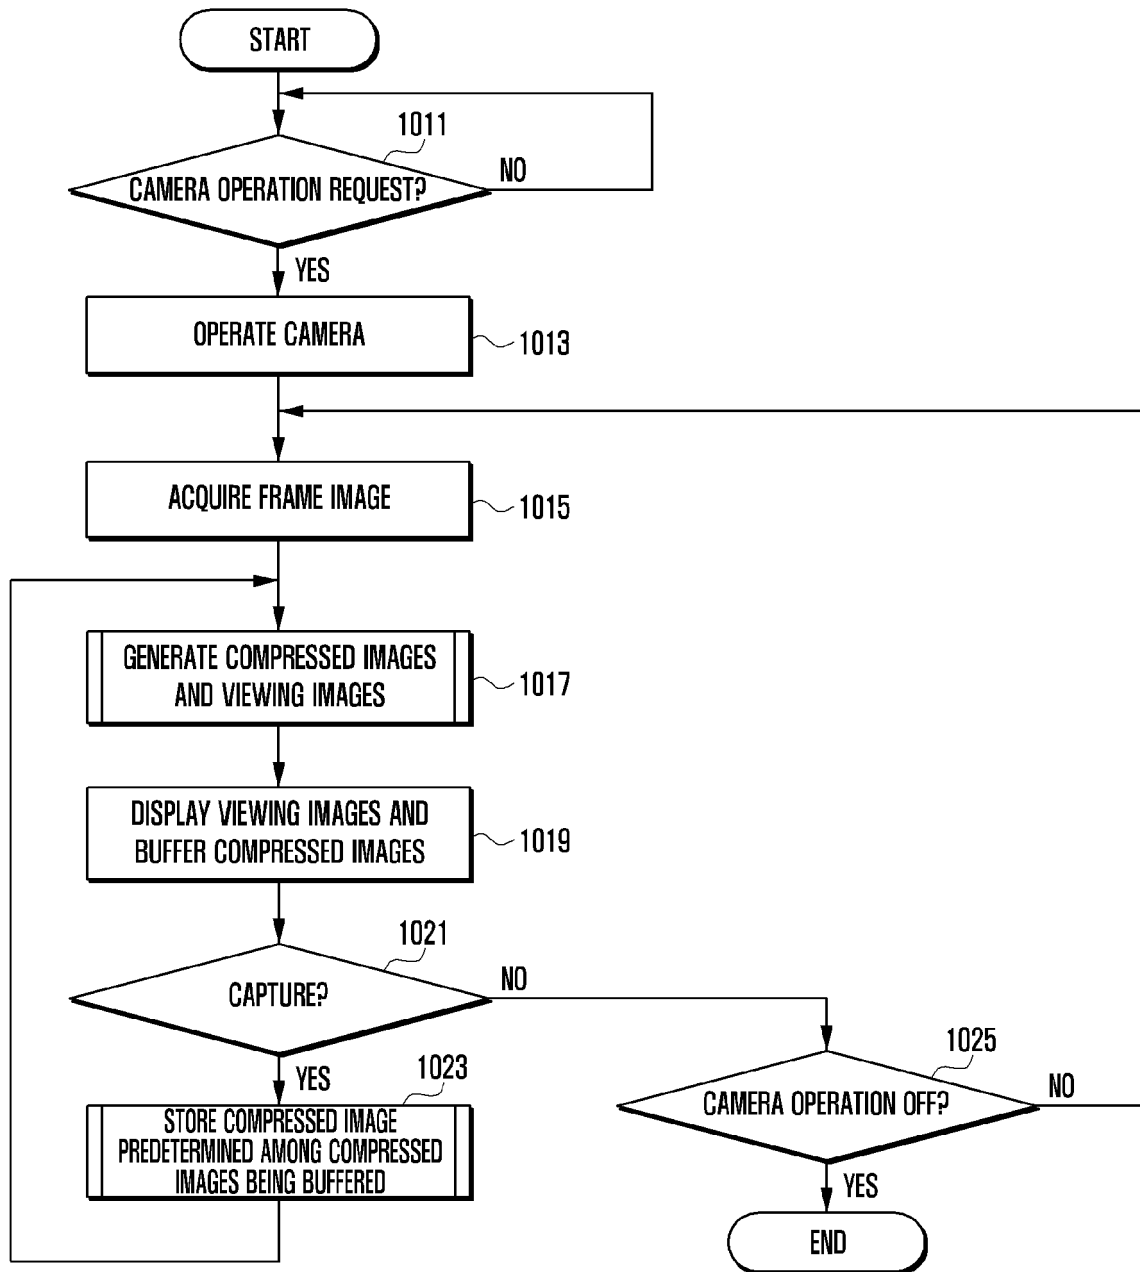 START
1011
CAMERA OPERATION REQUEST?
NO
YES
OPERATE CAMERA
1013
ACQUIRE FRAME IMAGE
1015
GENERATE COMPRESSED IMAGES
AND VIEWING IMAGES
1017
DISPLAY VIEWING IMAGES AND
BUFFER COMPRESSED IMAGES
1019
1021
CAPTURE?
NO
YES
1023
STORE COMPRESSED IMAGE
PREDETERMINED AMONG COMPRESSED
IMAGES BEING BUFFERED
1025
CAMERA OPERATION OFF?
NO
YES
END